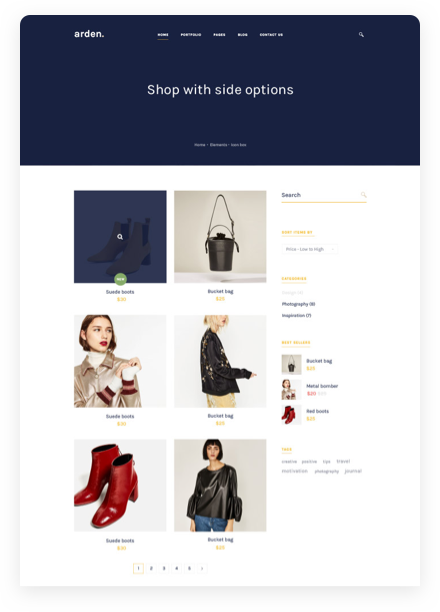 arden.
HOME PORTFOLIO PAGES BLOG CONTACT US
Shop with side options
Home - Elements - Icon box
Search
SORT ITEMS BY
Price - Low to High
CATEGORIES
Photography (9)
Inspiration (7)
BEST SELLERS
Bucket bag
$25
Metal bomber
$20
Red boots
$25
TAGS
creative positive tips travel
motivation photography journal
NEW
Suede boots
$30
Bucket bag
$25
Suede boots
$30
Bucket bag
$25
Suede boots
$30
Bucket bag
$25
1 2 3 4 5 ›